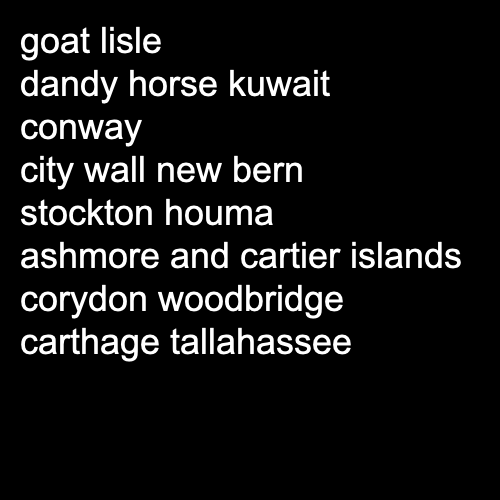 goat lisle
dandy horse kuwait
conway
city wall new bern
stockton houma
ashmore and cartier islands
corydon woodbridge
carthage tallahassee